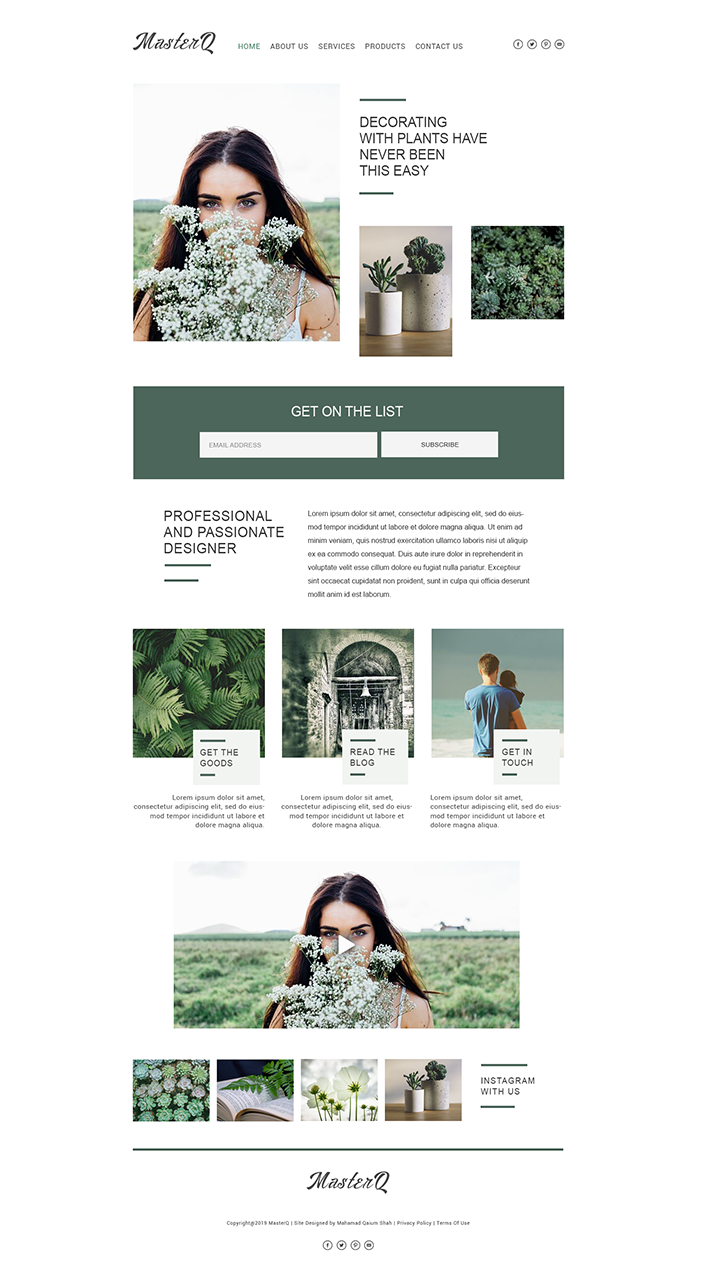 MasterQ
HOME ABOUT US SERVICES PRODUCTS CONTACT US
DECORATING
WITH PLANTS HAVE
NEVER BEEN
THIS EASY
GET ON THE LIST
EMAIL ADDRESS
SUBSCRIBE
PROFESSIONAL
AND PASSIONATE
DESIGNER
Lorem ipsum dolor sit amet, consectetur adipiscing elit, sed do eius-
mod tempor incididunt ut labore et dolore magna aliqua. Ut enim ad
minim veniam, quis nostrud exercitation ullamco laboris nisi ut aliquip
ex ea commodo consequat. Duis aute irure dolor in reprehenderit in
voluptate velit esse cillum dolore eu fugiat nulla pariatur. Excepteur
sint occaecat cupidatat non proident, sunt in culpa qui officia deserunt
mollit anim id est laborum.
GET THE
GOODS
Lorem ipsum dolor sit amet,
consectetur adipiscing elit, sed do eius-
mod tempor incididunt ut labore et
dolore magna aliqua.
READ THE
BLOG
Lorem ipsum dolor sit amet,
consectetur adipiscing elit, sed do eius-
mod tempor incididunt ut labore et
dolore magna aliqua.
GET IN
TOUCH
Lorem ipsum dolor sit amet,
consectetur adipiscing elit, sed do eius-
mod tempor incididunt ut labore et
dolore magna aliqua.
INSTAGRAM
WITH US
MasterQ
Copyright@2019 MasterQ | Site Designed by Mahamad Qaium Shah | Privacy Policy | Terms Of Use